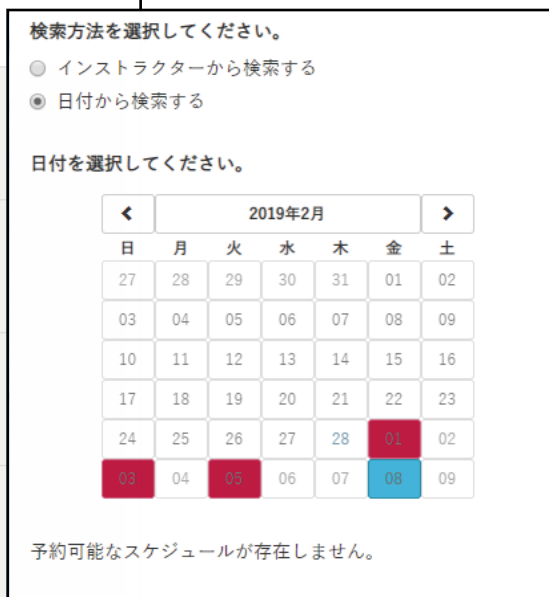 検索方法を選択してください。
インストラクターから検索する
日付から検索する
日付を選択してください。
2019年2月
日 月 火 水 木 金 土
27 28 29 30 31 01 02
03 04 05 06 07 08 09
10 11 12 13 14 15 16
17 18 19 20 21 22 23
24 25 26 27 28 01 02
03 04 05 06 07 08 09
予約可能なスケジュールが存在しません。